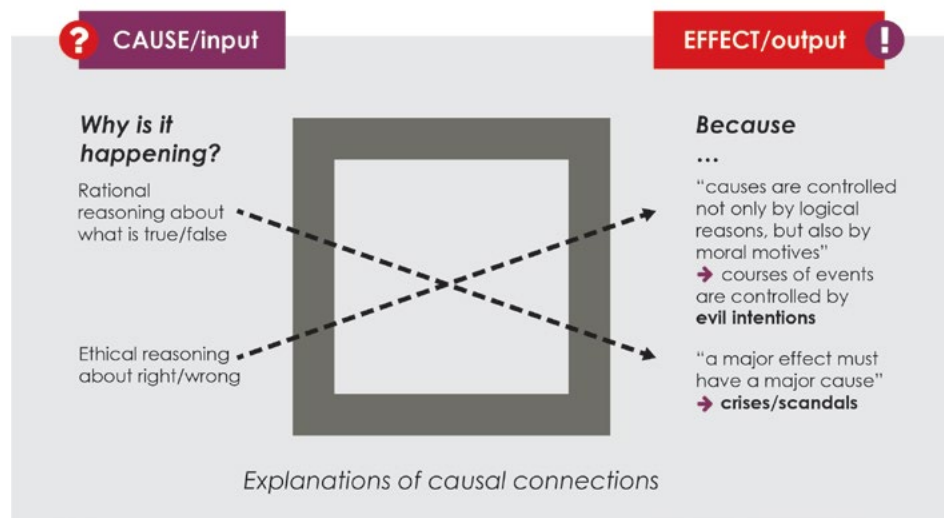 ? CAUSE/input
EFFECT/output !
Why is it
happening?
Rational
reasoning about
what is true/false
Ethical reasoning
about right/wrong
Because
...
“causes are controlled
not only by logical
reasons, but also by
moral motives”
➔ courses of events
are controlled by
evil intentions
“a major effect must
have a major cause”
➔ crises/scandals
Explanations of causal connections